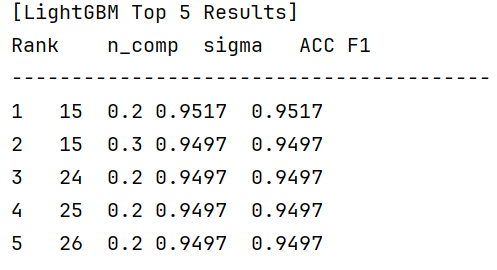 [LightGBM Top 5 Results]
Rank    n_comp  sigma   ACC F1
----------------------------------------
1   15  0.2 0.9517  0.9517
2   15  0.3 0.9497  0.9497
3   24  0.2 0.9497  0.9497
4   25  0.2 0.9497  0.9497
5   26  0.2 0.9497  0.9497